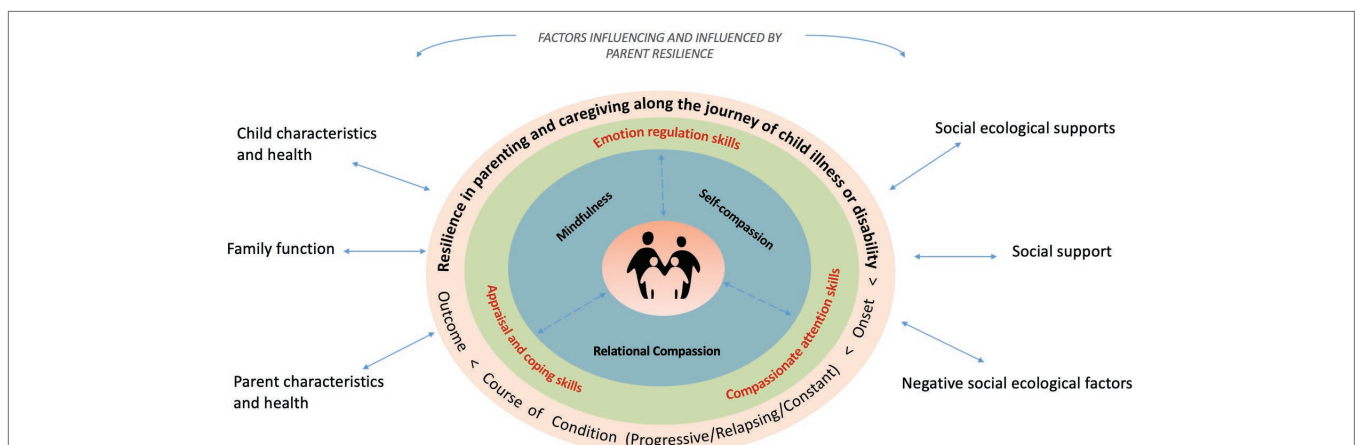 FACTORS INFLUENCING AND INFLUENCED BY
PARENT RESILIENCE
Child characteristics
and health
Family function
Parent characteristics
and health
Resilience in parenting and caregiving along the journey of child illness or disability
> Onset < Course of Condition (Progressive/Relapsing/Constant) < Outcome
Emotion regulation skills
Appraisal and coping skills
Compassionate attention skills
Mindfulness
Self-compassion
Relational Compassion
Social ecological supports
Social support
Negative social ecological factors